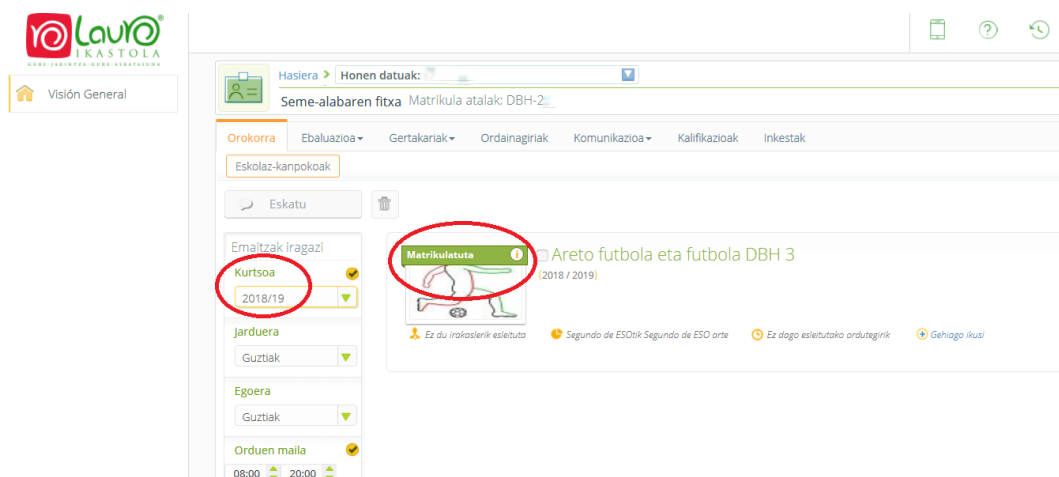 Lauro
IKASTOLA
GURE JAKINTZA GURE ASKATASUNA
Visión General
Hasiera > Honen datuak:
Seme-alabaren fitxa Matrikula atalak: DBH-2
Orokorra Ebaluazioa Gertakariak Ordainagiriak Komunikazioa Kalifikazioak Inkestak
Eskolaz-kanpokoak
Eskatu
Emaitzak iragazi
Kurtsoa
2018/19
Jarduera
Guztiak
Egoera
Guztiak
Orduen maila
08:00 20:00
Matrikulatuta
Areto futbola eta futbola DBH 3
(2018 / 2019)
Ez du irakaslerik esleituta Segundo de ESOtik Segundo de ESO arte Ez dago esleitutako ordutegirik Gehiago ikusi